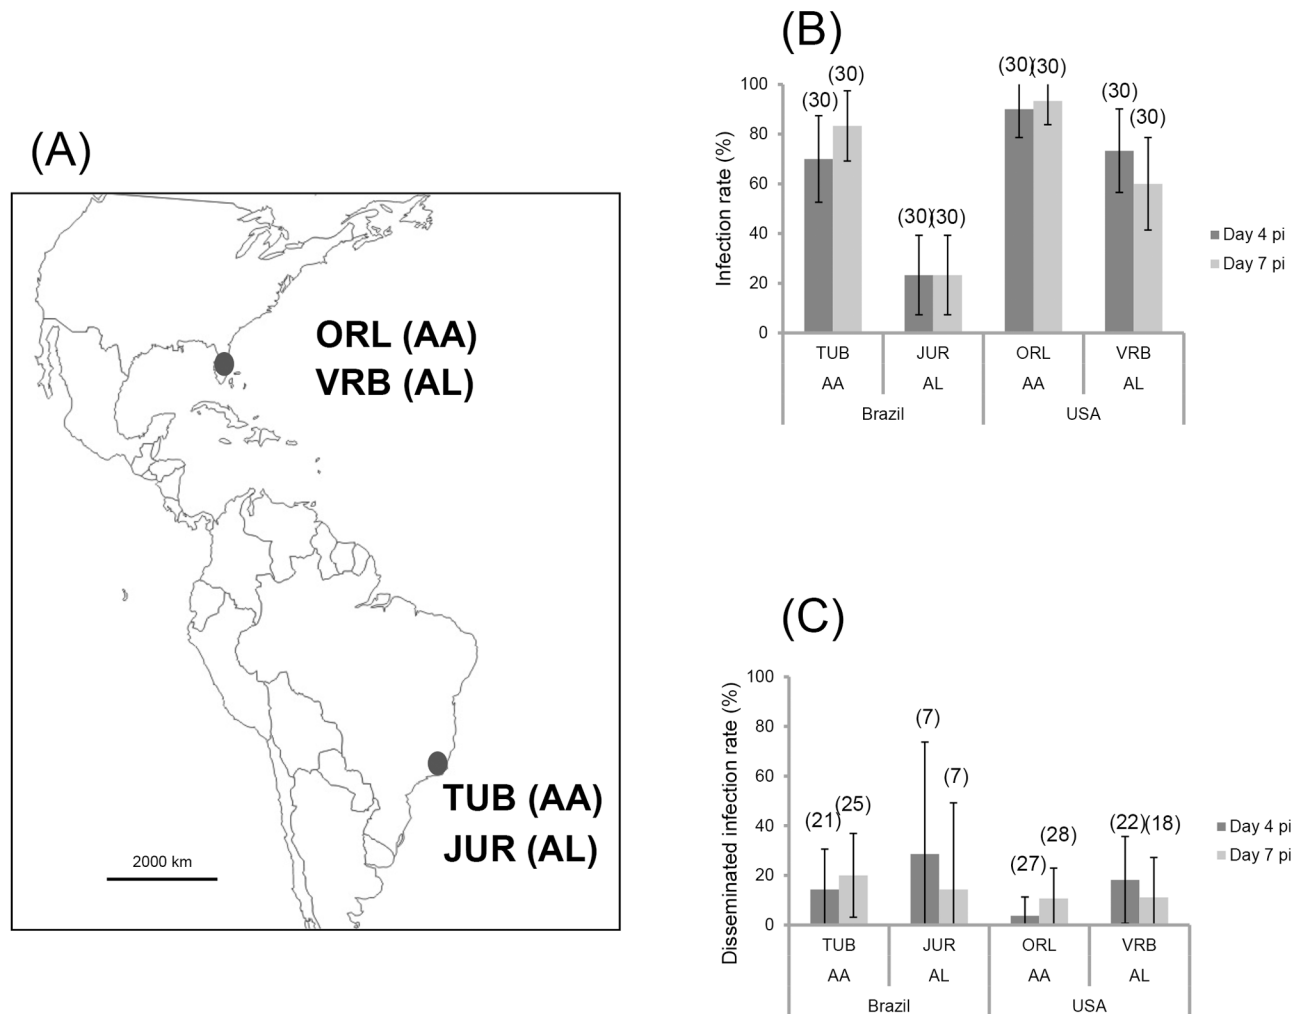 (A)
ORL (AA)
VRB (AL)
TUB (AA)
JUR (AL)
2000 km
(B)
Infection rate (%)
100
80
60
40
20
0
(30)
(30)
(30)
(30)
(30)
(30)
(30)
(30)
TUB JUR ORL VRB
AA AL AA AL
Brazil USA
Day 4 pi
Day 7 pi
(C)
Disseminated infection rate (%)
100
80
60
40
20
0
(21)
(25)
(7)
(7)
(27)
(28)
(22)
(18)
TUB JUR ORL VRB
AA AL AA AL
Brazil USA
Day 4 pi
Day 7 pi